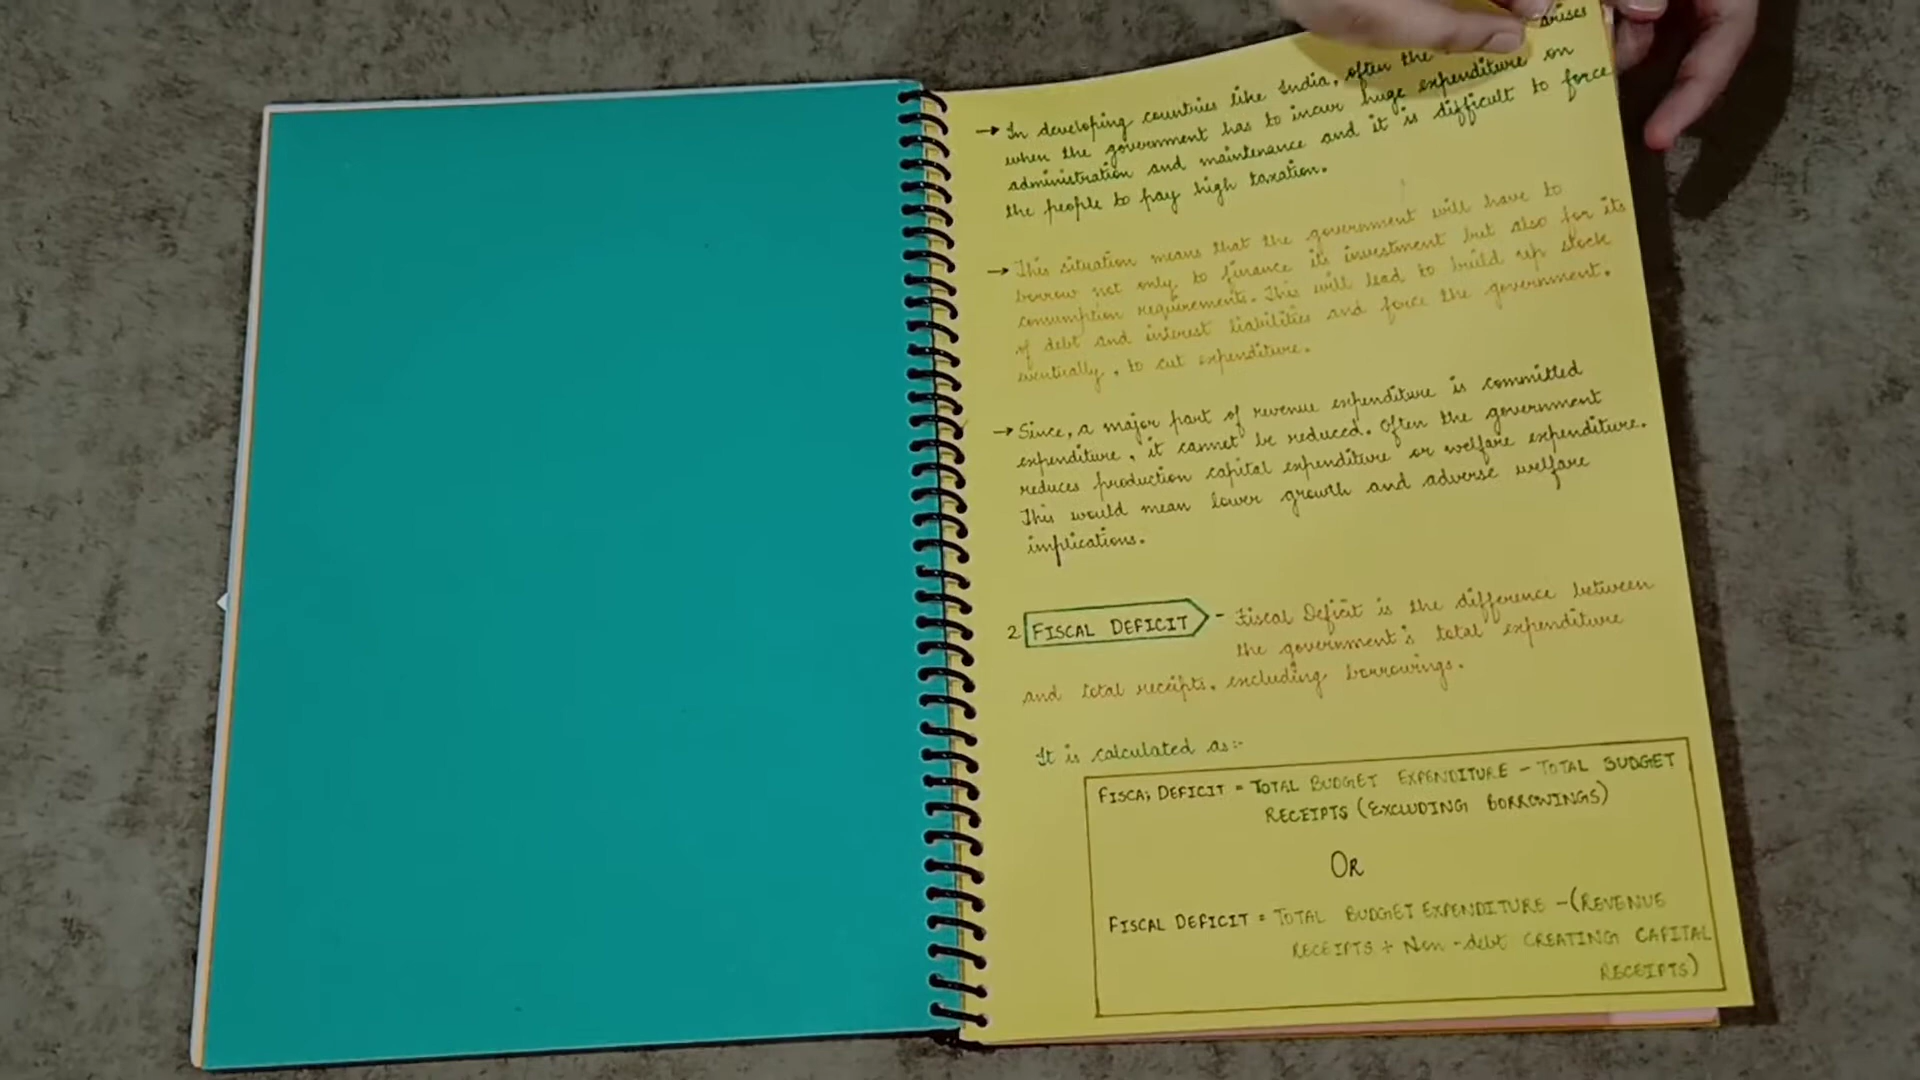 → In developing countries like India, often the arises
when the government has to incur huge expenditure on
administration and maintenance and it is difficult to force
the people to pay high taxation.
→ This situation means that the government will have to
borrow not only to finance its investment but also for its
consumption requirements. This will lead to build up stock
of debt and interest liabilities and force the government,
eventually, to cut expenditure.
→ Since, a major part of revenue expenditure is committed
expenditure, it cannot be reduced. Often the government
reduces production capital expenditure or welfare expenditure.
This would mean lower growth and adverse welfare
implications.
2 FISCAL DEFICIT - Fiscal Deficit is the difference between
the government's total expenditure
and total receipts, excluding borrowings.
It is calculated as:-
FISCA; DEFICIT = TOTAL BUDGET EXPENDITURE - TOTAL BUDGET
RECEIPTS (EXCLUDING BORROWINGS)
OR
FISCAL DEFICIT = TOTAL BUDGET EXPENDITURE - (REVENUE
RECEIPTS + Non-debt CREATING CAPITAL
RECEIPTS)